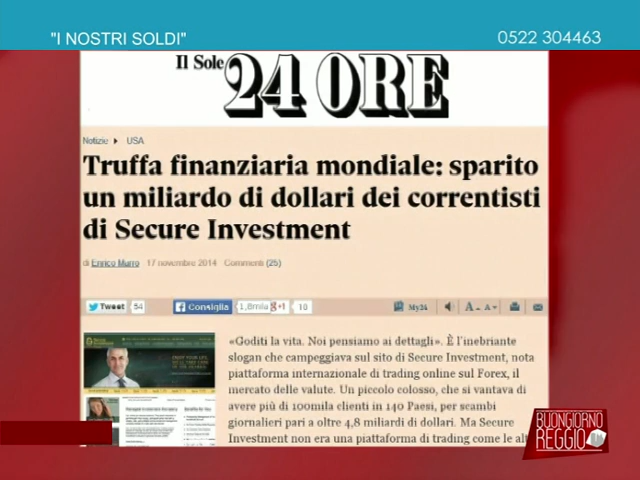 "I NOSTRI SOLDI"
0522 304463
Il Sole 24 ORE
Notizie USA
Truffa finanziaria mondiale: sparito
un miliardo di dollari dei correntisti
di Secure Investment
di Enrico Marro 17 novembre 2014 Commenti (25)
Tweet 54 Consiglia 1,8mila g+1 10 My24 A A
«Goditi la vita. Noi pensiamo ai dettagli». È l'inebriante
slogan che campeggiava sul sito di Secure Investment, nota
piattaforma internazionale di trading online sul Forex, il
mercato delle valute. Un piccolo colosso, che si vantava di
avere più di 100mila clienti in 140 Paesi, per scambi
giornalieri pari a oltre 4,8 miliardi di dollari. Ma Secure
Investment non era una piattaforma di trading come le alt
BUONGIORNO
REGGIO